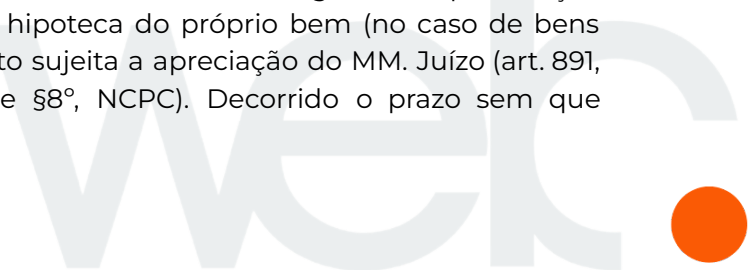 hipoteca do próprio bem (no caso de bens
to sujeita a apreciação do MM. Juízo (art. 891,
e §8º, NCPC). Decorrido o prazo sem que
web.